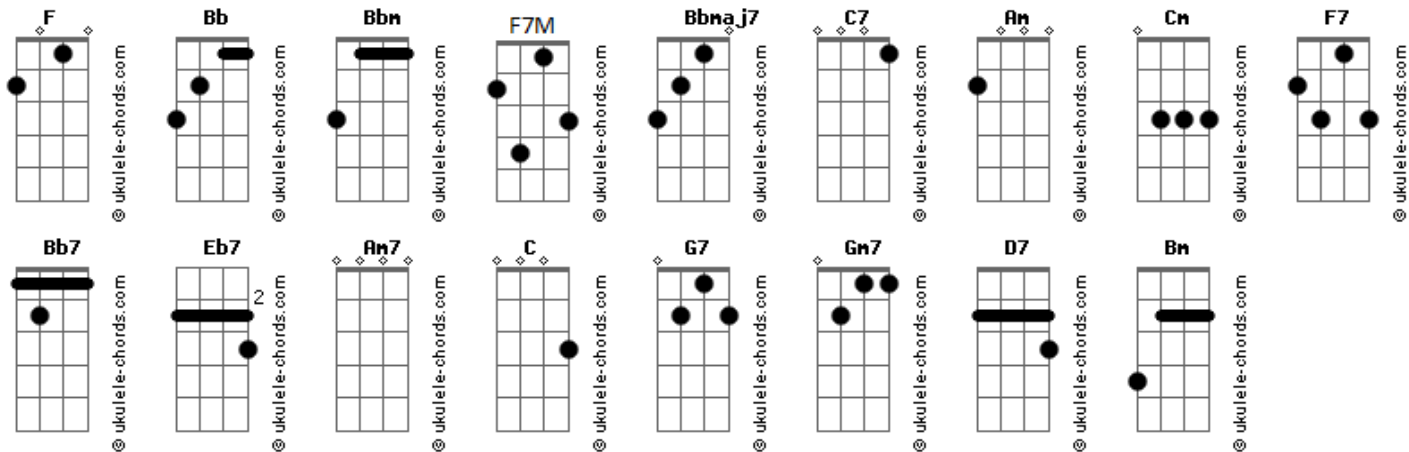 F Bb Bbm F7M Bbmaj7 C7 Am Cm F7
© ukulele-chords.com © ukulele-chords.com © ukulele-chords.com © ukulele-chords.com © ukulele-chords.com © ukulele-chords.com © ukulele-chords.com © ukulele-chords.com © ukulele-chords.com
Bb7 Eb7 Am7 C G7 Gm7 D7 Bm
2
© ukulele-chords.com © ukulele-chords.com © ukulele-chords.com © ukulele-chords.com © ukulele-chords.com © ukulele-chords.com © ukulele-chords.com © ukulele-chords.com